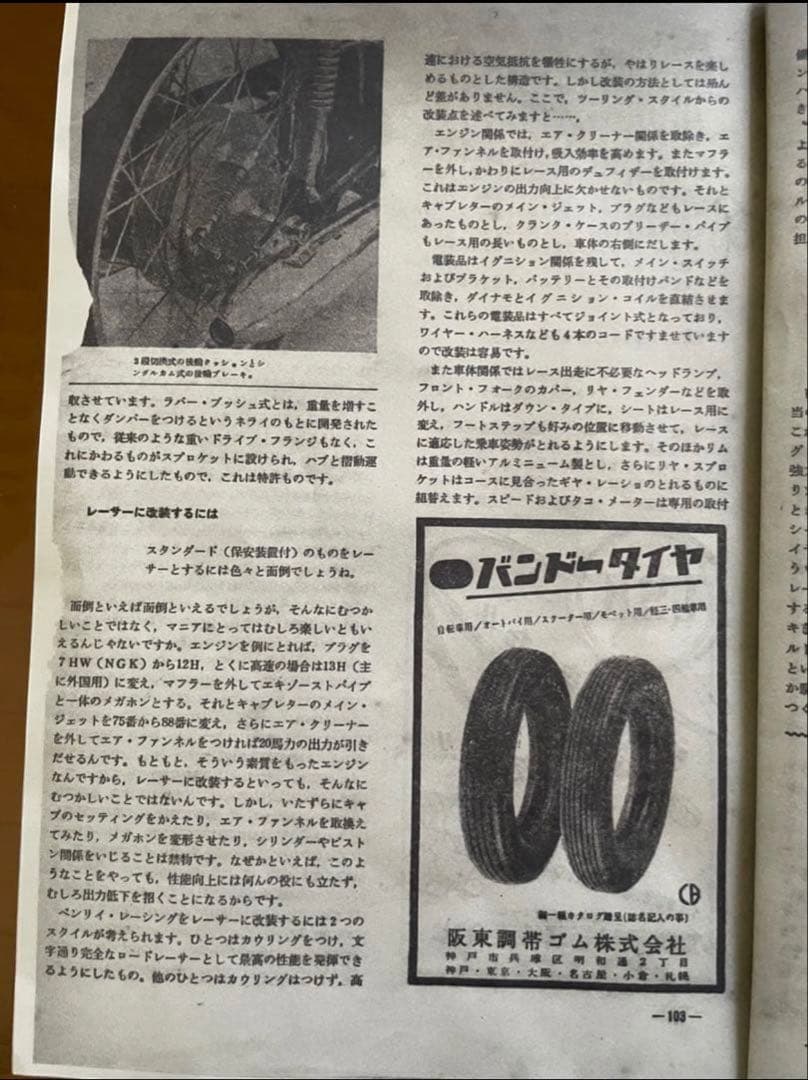 3段切換式の後輪クッションとシ
ングルカム式の後輪ブレーキ。
収させています。ラバー・ブッシュ式とは，重量を増すこ
となくダンパーをつけるというネライのもとに開発された
もので，従来のような重いドライブ・フランジもなく，こ
れにかわるものがスプロケットに設けられ，ハブと摺動運
動できるようにしたもので，これは特許ものです。
レーサーに改装するには
スタンダード（保安装置付）のものをレー
サーとするには色々と面倒でしょうね。
面倒といえば面倒といえるでしょうが，そんなにむつか
しいことではなく，マニアにとってはむしろ楽しいともい
えるんじゃないですか。エンジンを例にとれば，プラグを
7HW（NGK）から12H，とくに高速の場合は13H（主
に外国用）に変え，マフラーを外してエキゾーストパイプ
と一体のメガホンとする。それとキャブレターのメイン・
ジェットを75番から88番に変え，さらにエア・クリーナー
を外してエア・ファンネルをつければ20馬力の出力が引き
だせるんです。もともと，そういう素質をもったエンジン
なんですから，レーサーに改装するといっても，そんなに
むつかしいことではないんです。しかし，いたずらにキャ
ブのセッティングをかえたり，エア・ファンネルを取換え
てみたり，メガホンを変形させたり，シリンダーやピスト
ン関係をいじることは禁物です。なぜかといえば，このよ
うなことをやっても，性能向上には何んの役にも立たず，
むしろ出力低下を招くことになるからです。
ベンリイ・レーシングをレーサーに改装するには2つの
スタイルが考えられます。ひとつはカウリングをつけ，文
字通り完全なロードレーサーとして最高の性能を発揮でき
るようにしたもの。他のひとつはカウリングはつけず，高
速における空気抵抗を犠牲にするが，やはりレースを楽し
めるものとした構造です。しかし改装の方法としては殆ん
ど差がありません。ここで，ツーリング・スタイルからの
改装点を述べてみますと……，
エンジン関係では，エア・クリーナー関係を取除き，エ
ア・ファンネルを取付け，吸入効率を高めます。またマフラ
ーを外し，かわりにレース用のデュフィザーを取付けます。
これはエンジンの出力向上に欠かせないものです。それと
キャブレターのメイン・ジェット，プラグなどもレースに
あったものとし，クランク・ケースのブリーザー・パイプ
もレース用の長いものとし，車体の右側にだします。
電装品はイグニション関係を残して，メイン・スイッチ
およびブラケット，バッテリーとその取付けバンドなどを
取除き，ダイナモとイグニション・コイルを直結させま
す。これらの電装品はすべてジョイント式となっており，
ワイヤー・ハーネスなども4本のコードですませています
ので改装は容易です。
また車体関係ではレース出走に不必要なヘッドランプ，
フロント・フォークのカバー，リヤ・フェンダーなどを取
外し，ハンドルはダウン・タイプに，シートはレース用に
変え，フートステップも好みの位置に移動させて，レース
に適応した乗車姿勢がとれるようにします。そのほかリム
は重量の軽いアルミニューム製とし，さらにリヤ・スプロ
ケットはコースに見合ったギヤ・レーショのとれるものに
組替えます。スピードおよびタコ・メーターは専用の取付
バンドータイヤ
自転車用／オートバイ用／スクーター用／モペット用／軽三・四輪車用
カタログ贈呈（誌名記入の事）
阪東調帯ゴム株式会社
神戸市兵庫区明和通2丁目
神戸・東京・大阪・名古屋・小倉・札幌
—103—